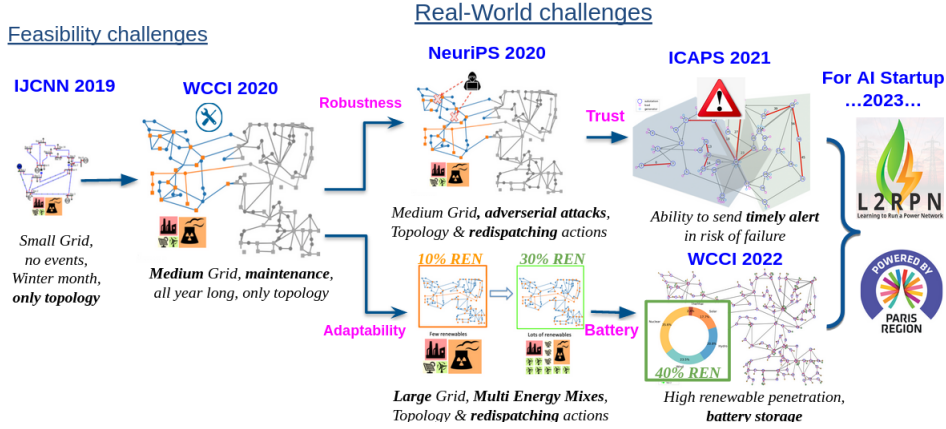 Real-World challenges
Feasibility challenges
NeuriPS 2020
ICAPS 2021
IJCNN 2019
WCCI 2020
For AI Startup
…2023…
Robustness
Trust
Small Grid,
no events,
Winter month,
only topology
Medium Grid, maintenance,
all year long, only topology
Medium Grid, adverserial attacks,
Topology & redispatching actions
Ability to send timely alert
in risk of failure
L2RPN
Learning to Run a Power Network
10% REN
30% REN
WCCI 2022
Adaptability
Battery
Few renewables
Lots of renewables
40% REN
POWERED BY
PARIS
REGION
Large Grid, Multi Energy Mixes,
Topology & redispatching actions
High renewable penetration,
battery storage